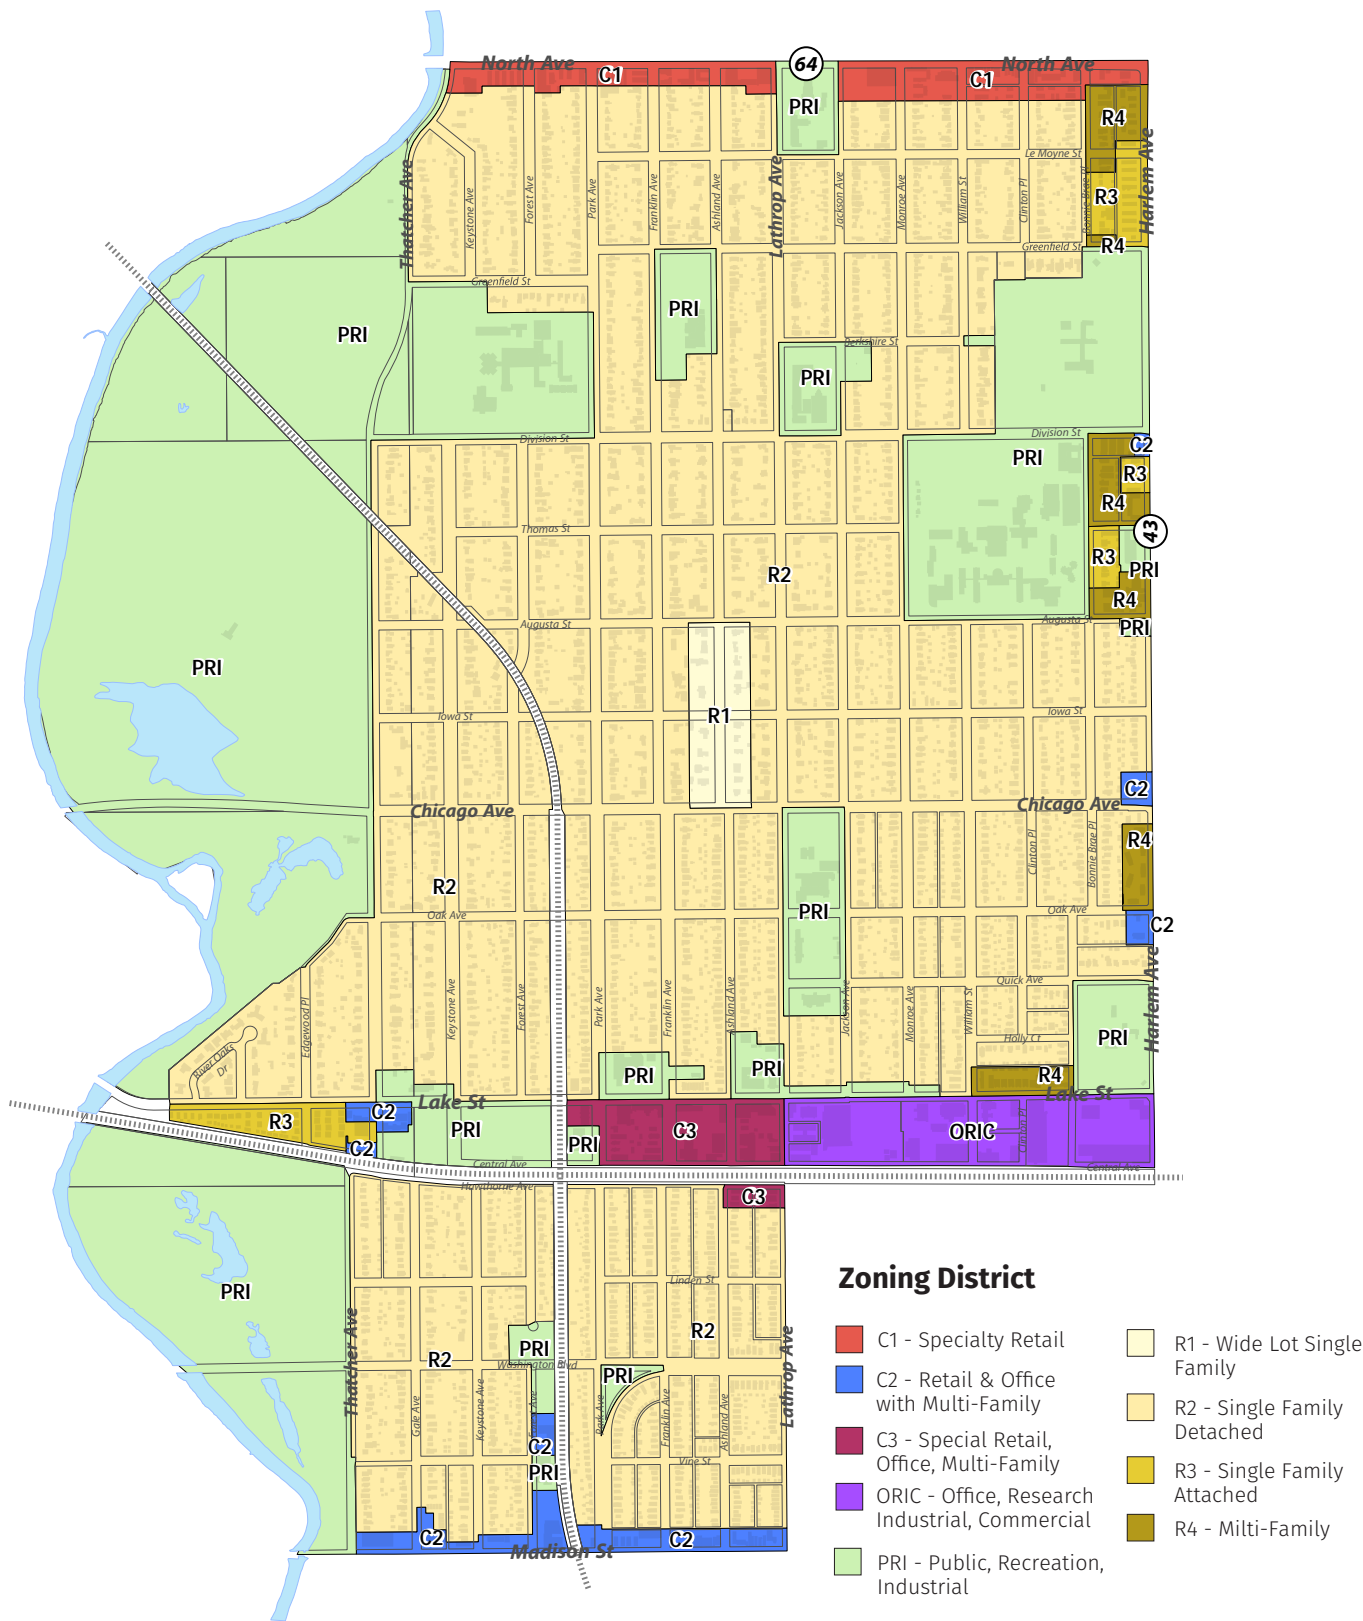 North Ave
C1
64
North Ave
C1
PRI
R4
Le Moyne St
Thatcher Ave
Keystone Ave
Forest Ave
Park Ave
Franklin Ave
Ashland Ave
Lathrop Ave
Jackson Ave
Monroe Ave
William St
Clinton Pl
Bonnie Brae Pl
Harlem Ave
R3
R4
Greenfield St
Greenfield St
PRI
PRI
Berkshire St
PRI
Division St
Division St
PRI
C2
R3
R4
Thomas St
43
R3
PRI
R2
R4
Augusta St
Augusta St
PRI
PRI
R1
Iowa St
Iowa St
C2
Chicago Ave
Chicago Ave
R4
Clinton Pl
Bonnie Brae Pl
R2
PRI
Oak Ave
Oak Ave
C2
Quick Ave
Edgewood Pl
Keystone Ave
Forest Ave
Park Ave
Franklin Ave
Ashland Ave
Jackson Ave
Monroe Ave
William St
Harlem Ave
Holly Ct
PRI
River Oaks
Dr
PRI
PRI
R4
Lake St
Lake St
R3
C2
PRI
C3
ORIC
Clinton Pl
PRI
C2
Central Ave
Central Ave
Hawthorne Ave
C3
Linden St
PRI
R2
PRI
R2
Washington Blvd
PRI
Thatcher Ave
Gale Ave
Keystone Ave
Park Ave
Franklin Ave
Ashland Ave
Lathrop Ave
C2
Vine St
PRI
C2
C2
Madison St
Zoning District
C1 - Specialty Retail
C2 - Retail & Office
with Multi-Family
C3 - Special Retail,
Office, Multi-Family
ORIC - Office, Research
Industrial, Commercial
PRI - Public, Recreation,
Industrial
R1 - Wide Lot Single
Family
R2 - Single Family
Detached
R3 - Single Family
Attached
R4 - Milti-Family